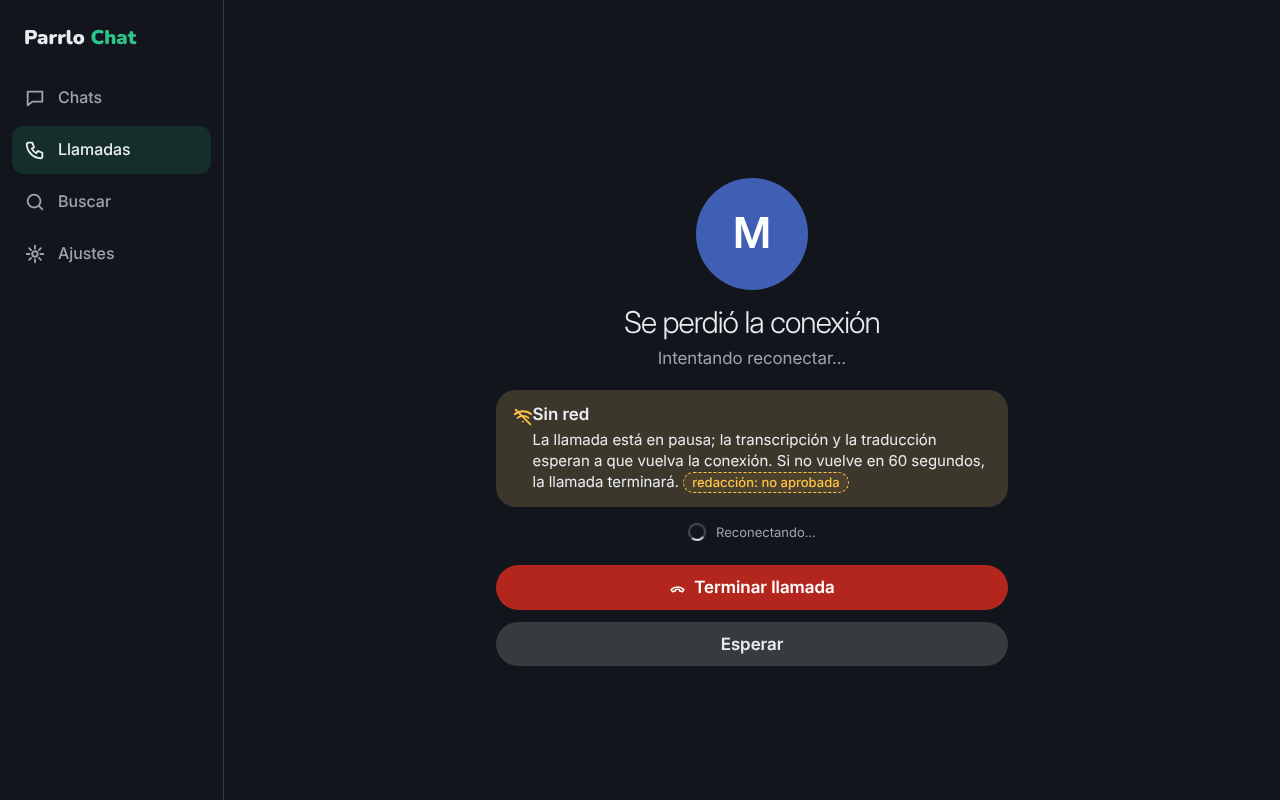 Parrlo Chat
Chats
Llamadas
Buscar
Ajustes
M
Se perdió la conexión
Intentando reconectar...
Sin red
La llamada está en pausa; la transcripción y la traducción
esperan a que vuelva la conexión. Si no vuelve en 60 segundos,
la llamada terminará. redacción: no aprobada
Reconectando...
Terminar llamada
Esperar